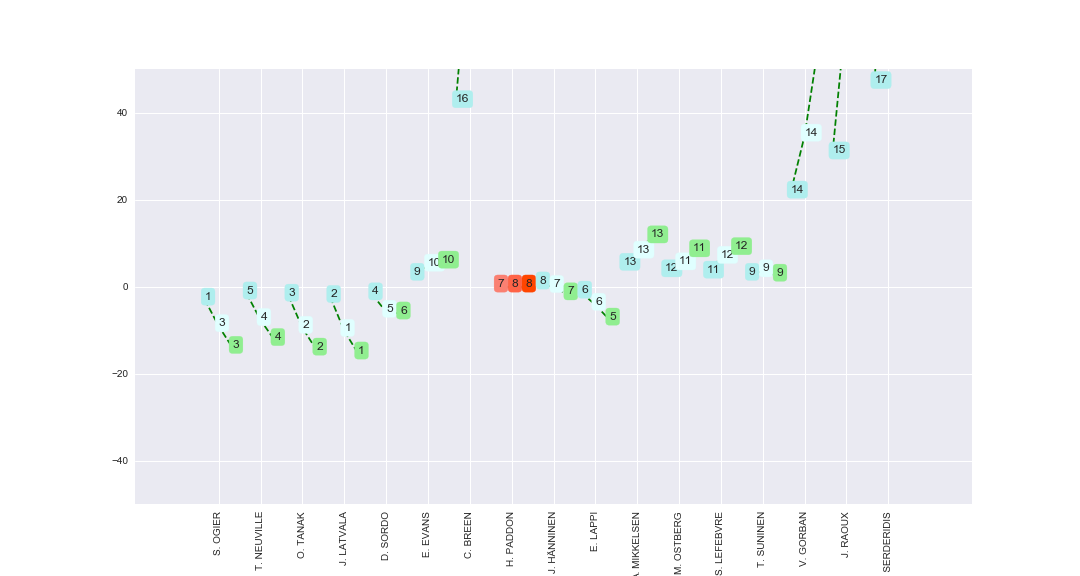 40
20
0
−20
−40
16
17
14
14
15
1
3
3
5
4
4
3
2
2
2
1
1
4
5
6
9
10
10
7
8
8
8
7
7
6
6
5
13
13
13
12
11
11
11
12
12
9
9
9
S. OGIER
T. NEUVILLE
O. TANAK
J. LATVALA
D. SORDO
E. EVANS
C. BREEN
H. PADDON
J. HANNINEN
E. LAPPI
MIKKELSEN
M. OSTBERG
S. LEFEBVRE
T. SUNINEN
V. GORBAN
J. RAOUX
SERDERIDIS